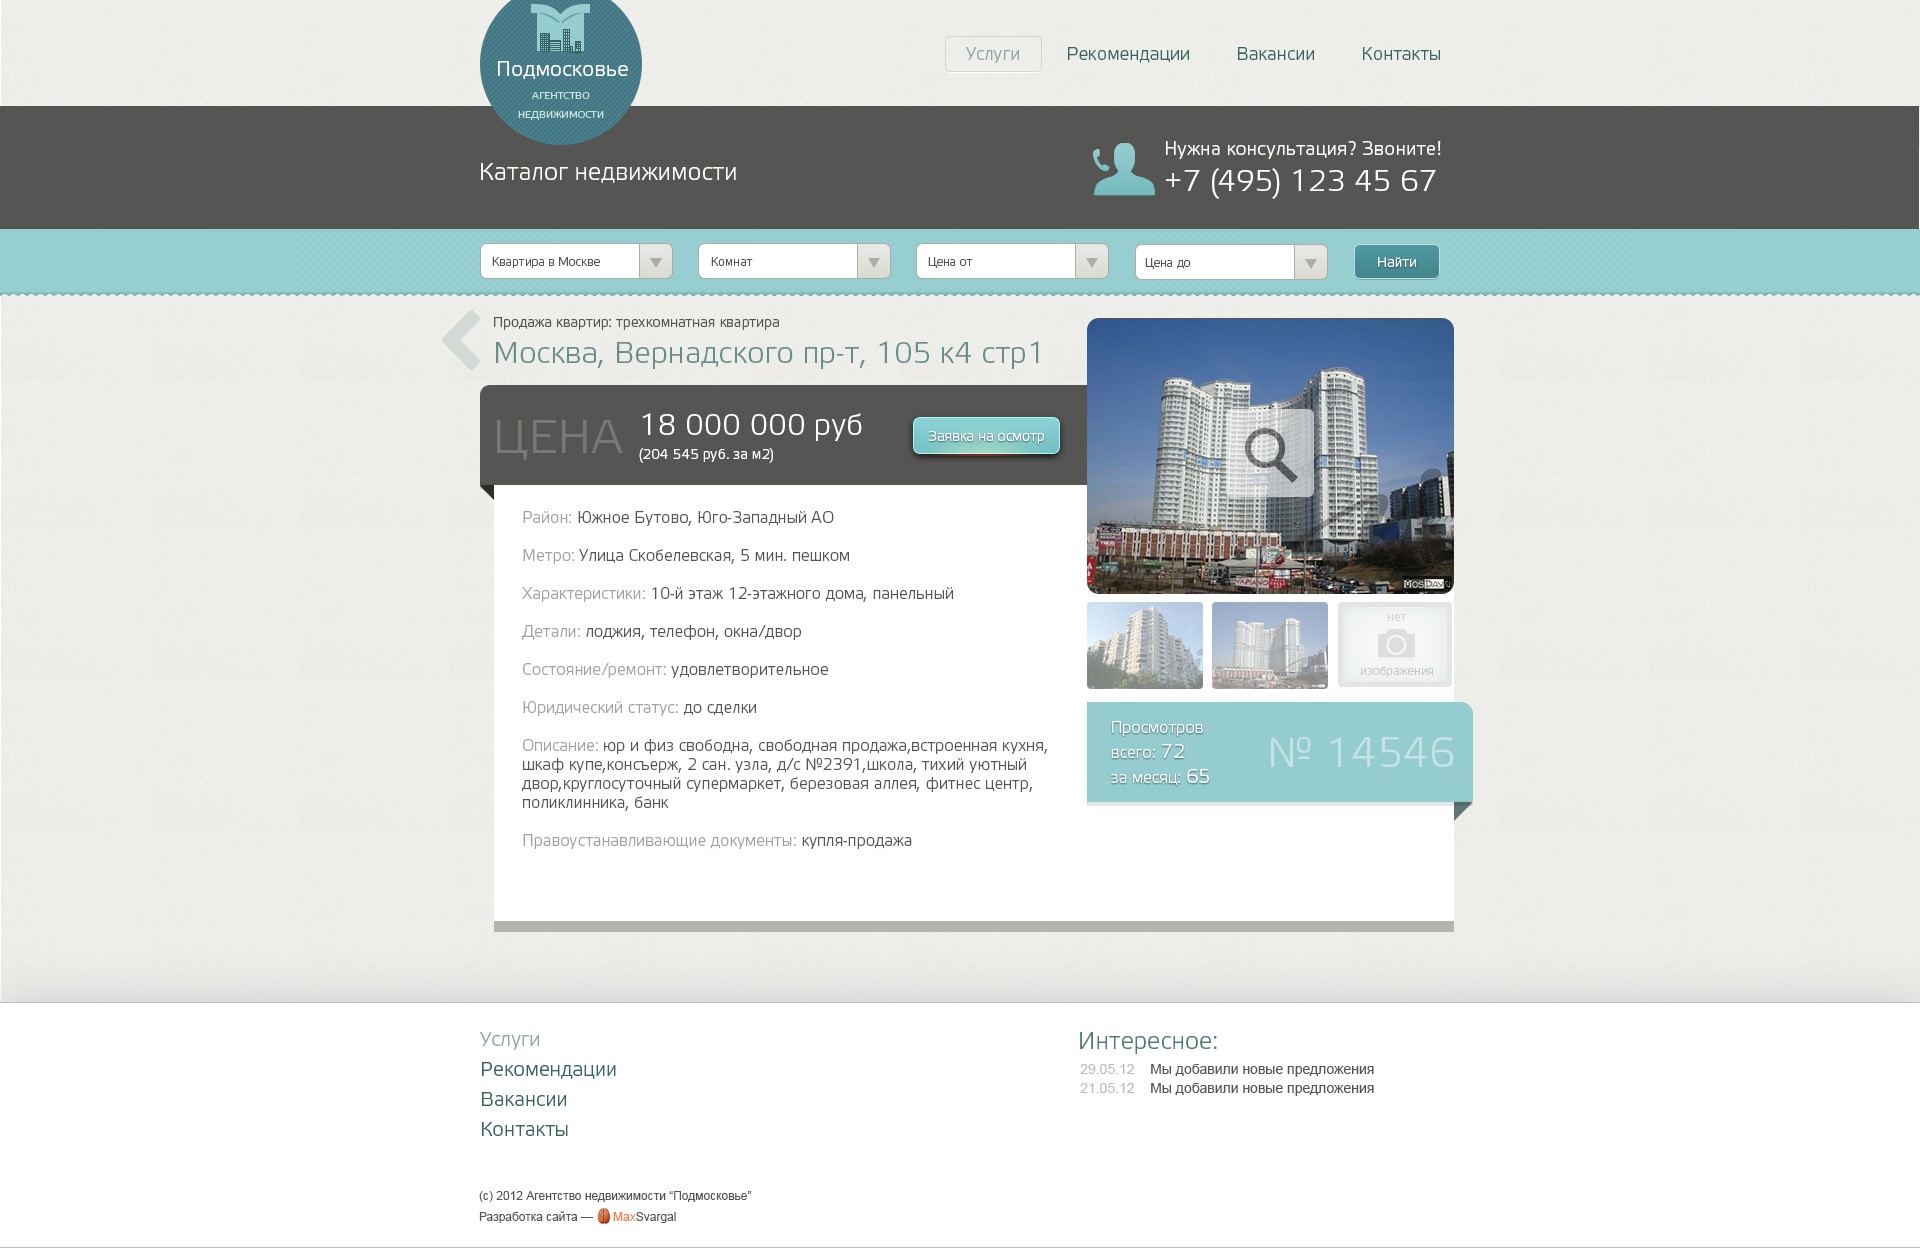 Подмосковье
АГЕНТСТВО
НЕДВИЖИМОСТИ
Услуги
Рекомендации
Вакансии
Контакты
Каталог недвижимости
Нужна консультация? Звоните!
+7 (495) 123 45 67
Квартира в Москве
Комнат
Цена от
Цена до
Найти
Продажа квартир: трехкомнатная квартира
Москва, Вернадского пр-т, 105 к4 стр1
ЦЕНА
18 000 000 руб
(204 545 руб. за м2)
Заявка на осмотр
Район: Южное Бутово, Юго-Западный АО
Метро: Улица Скобелевская, 5 мин. пешком
Характеристики: 10-й этаж 12-этажного дома, панельный
Детали: лоджия, телефон, окна/двор
Состояние/ремонт: удовлетворительное
Юридический статус: до сделки
Описание: юр и физ свободна, свободная продажа,встроенная кухня,
шкаф купе,консъерж, 2 сан. узла, д/с №2391,школа, тихий уютный
двор,круглосуточный супермаркет, березовая аллея, фитнес центр,
поликлинника, банк
Правоустанавливающие документы: купля-продажа
нет
изображения
Просмотров
всего: 72
за месяц: 65
№ 14546
Услуги
Рекомендации
Вакансии
Контакты
Интересное:
29.05.12 Мы добавили новые предложения
21.05.12 Мы добавили новые предложения
(c) 2012 Агентство недвижимости “Подмосковье”
Разработка сайта — MaxSvargal